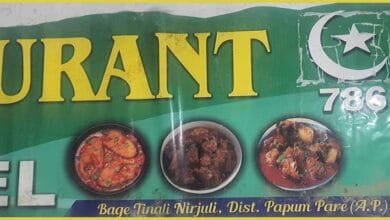 URANT
786
EL
Bage Tinali Nirjuli, Dist. Papum Pare (A.P.)